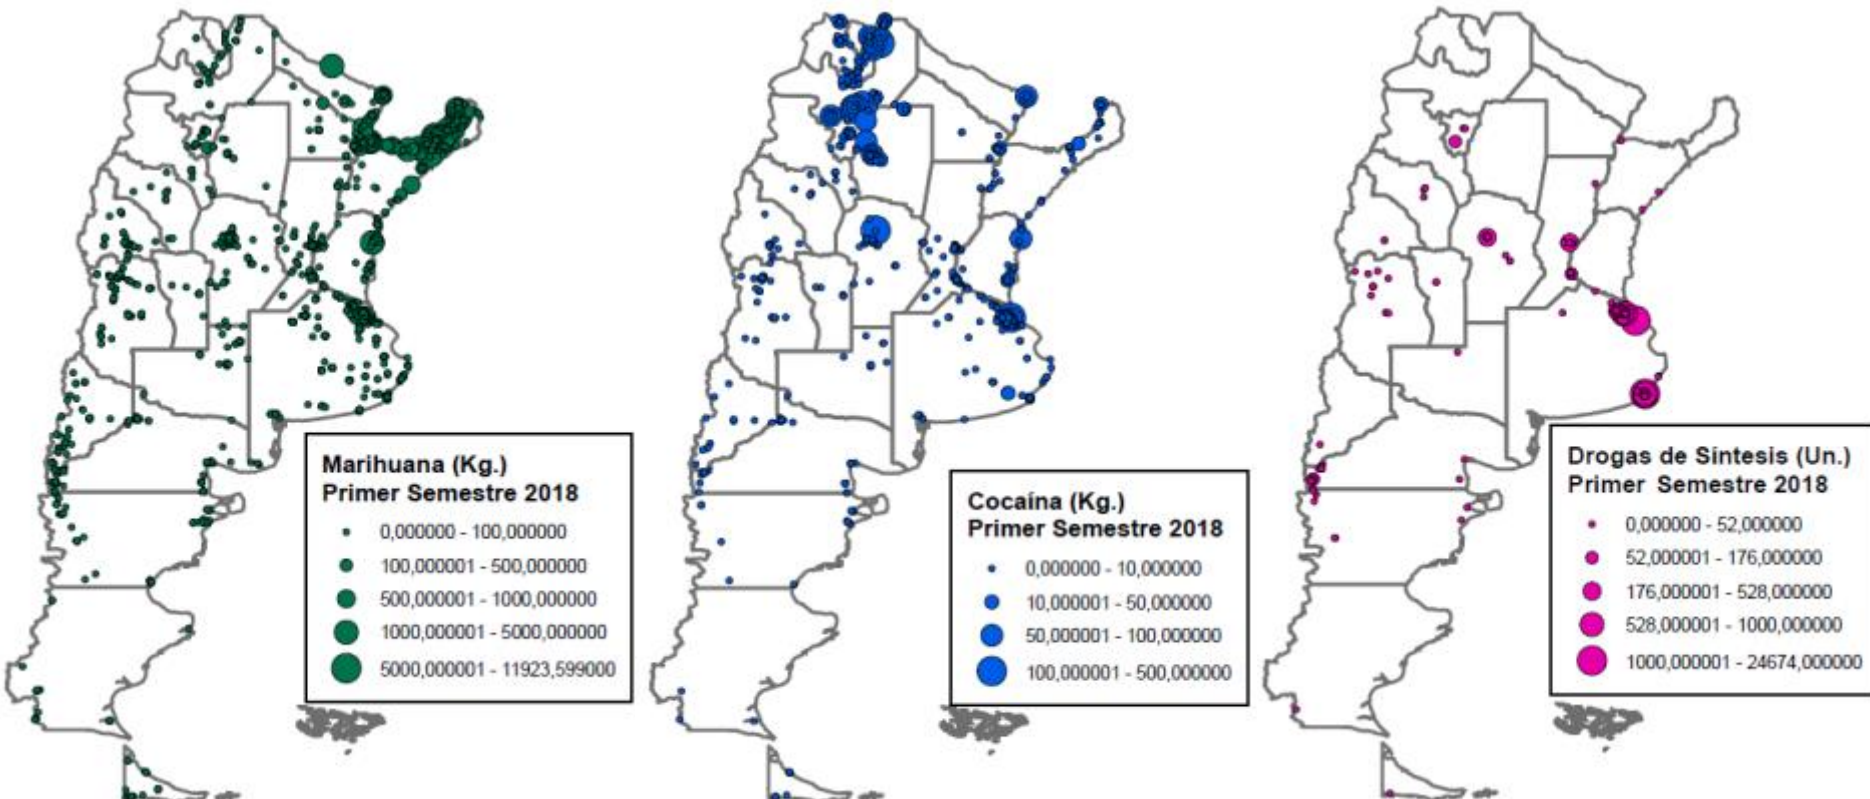 Marihuana (Kg.)
Primer Semestre 2018
0,000000 - 100,000000
100,000001 - 500,000000
500,000001 - 1000,000000
1000,000001 - 5000,000000
5000,000001 - 11923,599000
Cocaína (Kg.)
Primer Semestre 2018
0,000000 - 10,000000
10,000001 - 50,000000
50,000001 - 100,000000
100,000001 - 500,000000
Drogas de Sintesis (Un.)
Primer Semestre 2018
0,000000 - 52,000000
52,000001 - 176,000000
176,000001 - 528,000000
528,000001 - 1000,000000
1000,000001 - 24674,000000